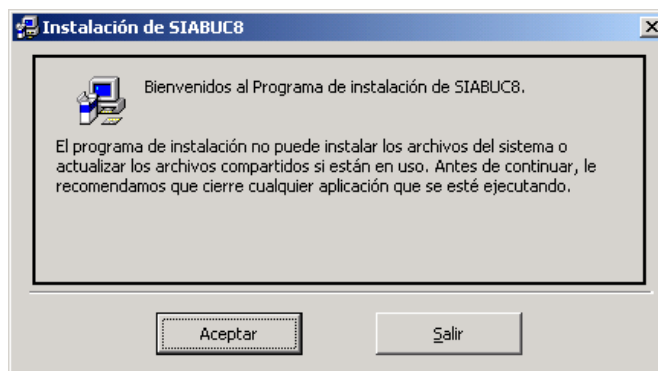 Instalación de SIABUC8
Bienvenidos al Programa de instalación de SIABUC8.
El programa de instalación no puede instalar los archivos del sistema o
actualizar los archivos compartidos si están en uso. Antes de continuar, le
recomendamos que cierre cualquier aplicación que se esté ejecutando.
Aceptar
Salir